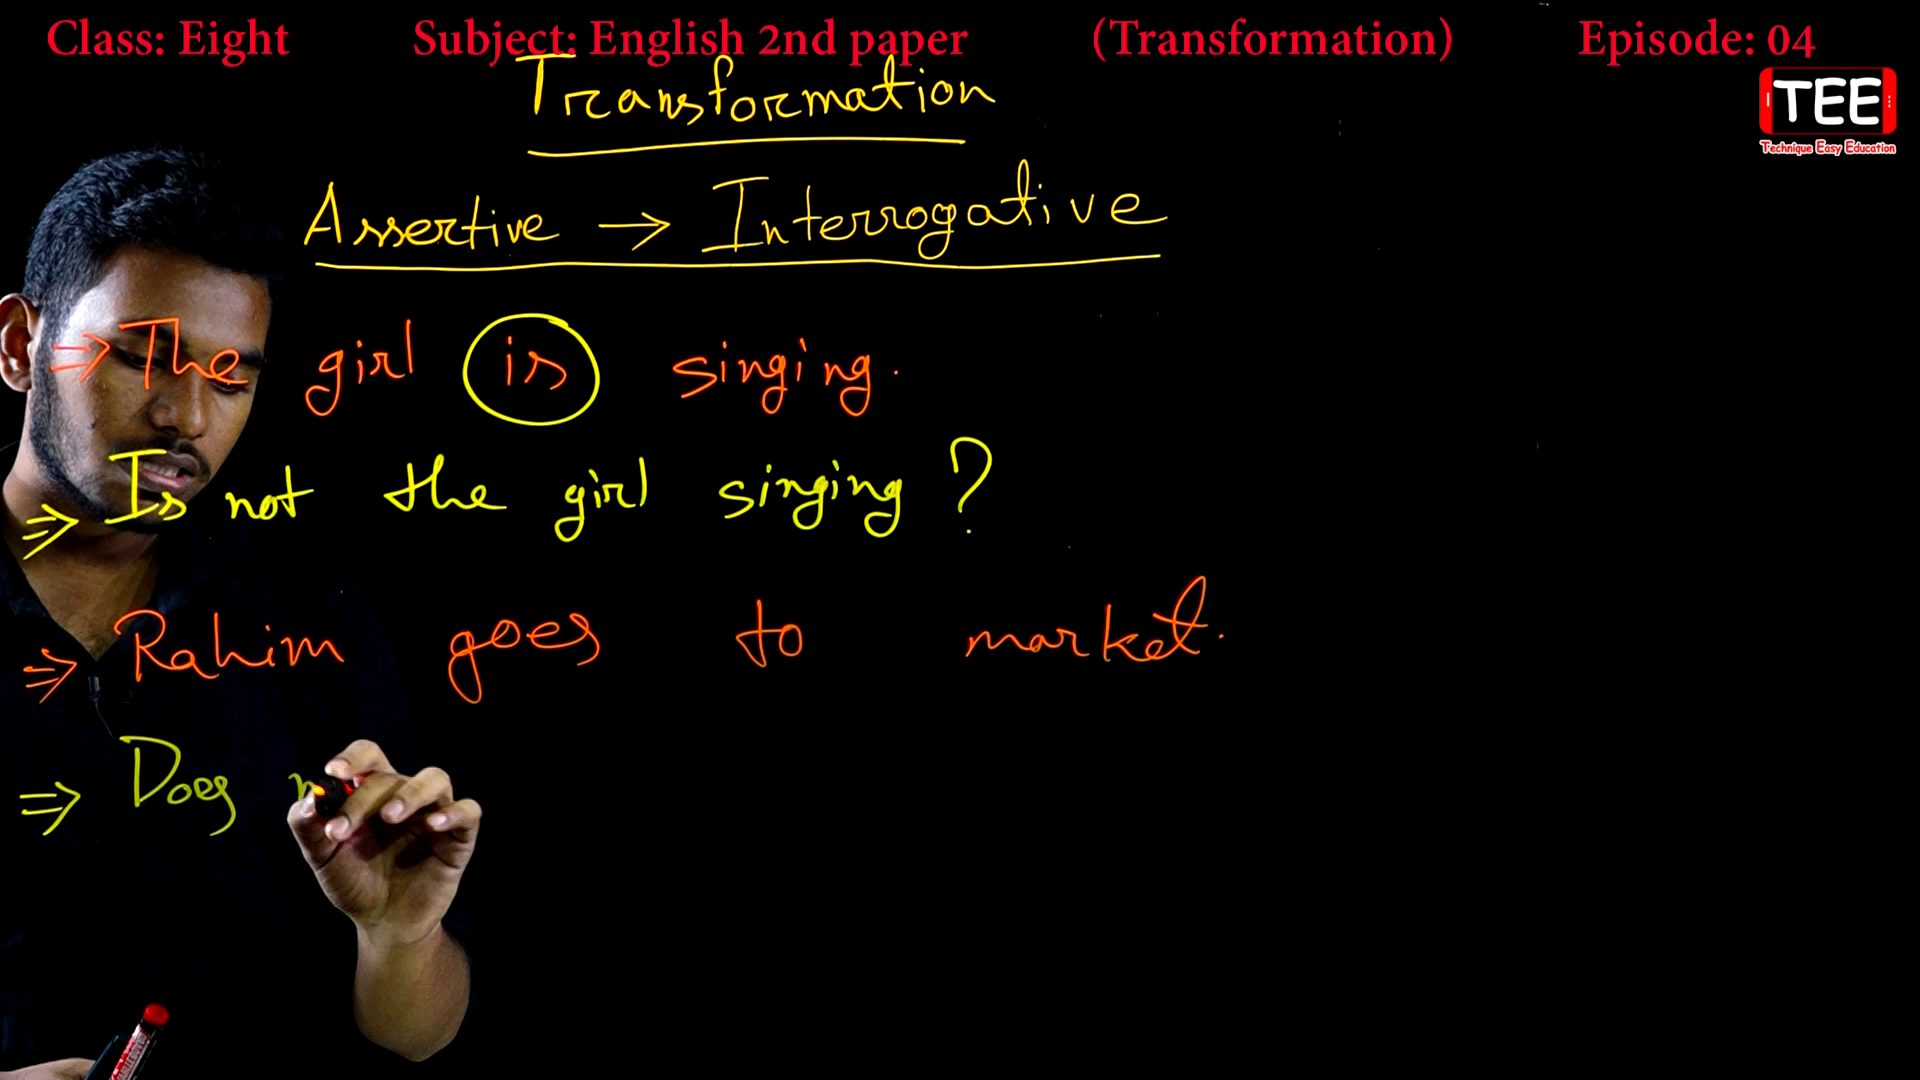 Class: Eight Subject: English 2nd paper (Transformation) Episode: 04
TEE
Technique Easy Education
Transformation
Assertive → Interrogative
⇒ The girl is singing.
⇒ Is not the girl singing?
⇒ Rahim goes to market.
⇒ Does